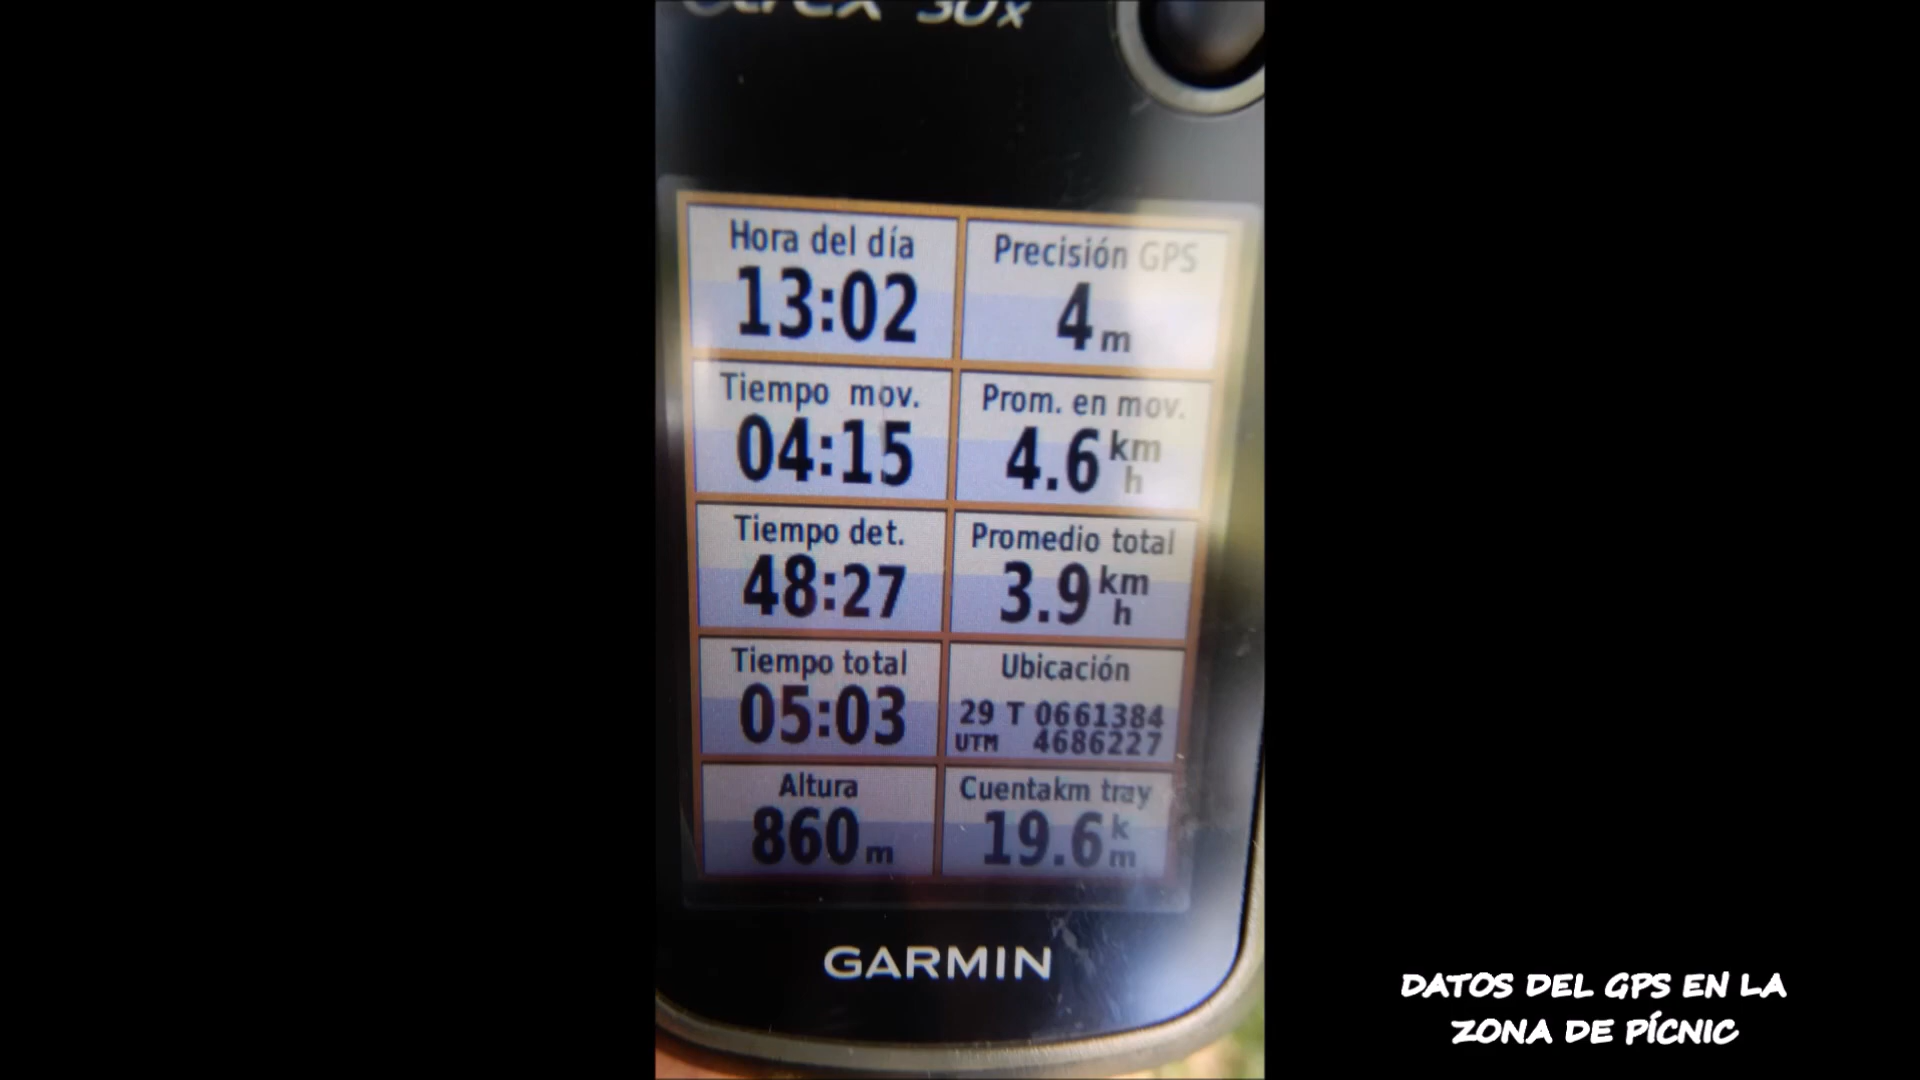 30x
Hora del día
13:02
Precisión GPS
4 m
Tiempo mov.
04:15
Prom. en mov.
4.6 km
h
Tiempo det.
48:27
Promedio total
3.9 km
h
Tiempo total
05:03
Ubicación
29 T 0661384
UTM 4686227
Altura
860 m
Cuentakm tray
19.6 k
m
GARMIN
DATOS DEL GPS EN LA
ZONA DE PÍCNIC